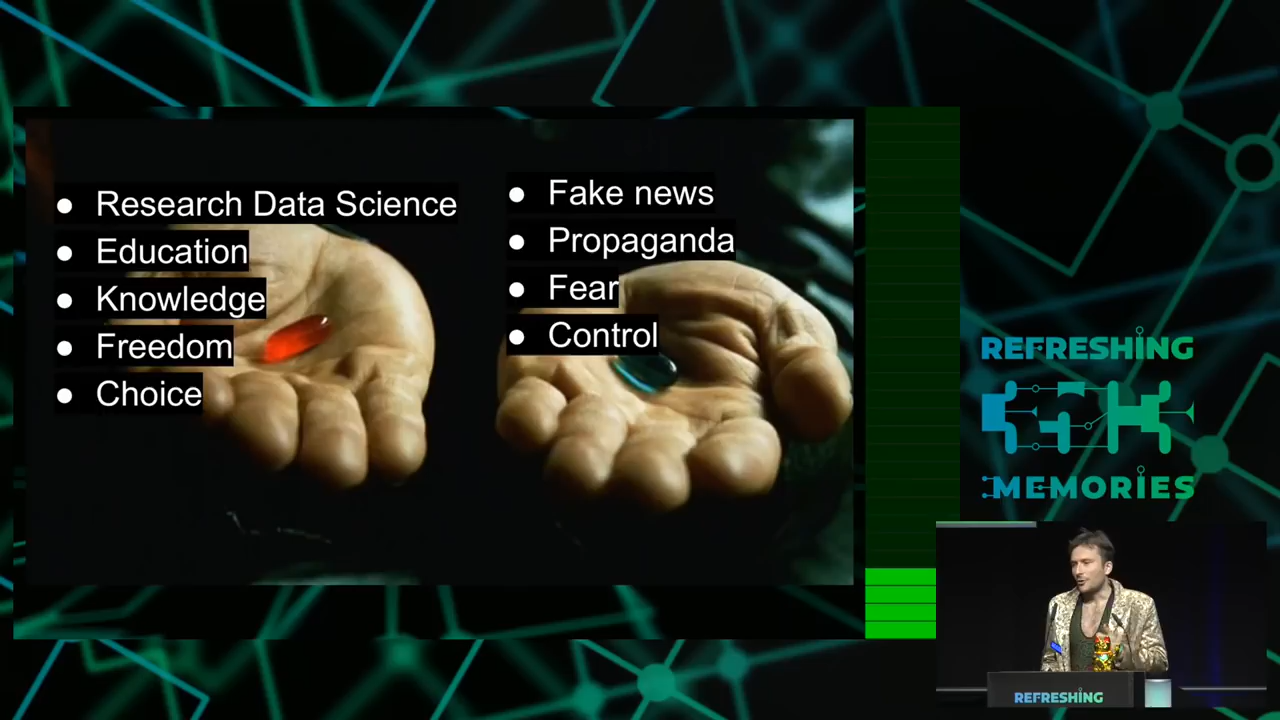 Research Data Science
Education
Knowledge
Freedom
Choice
Fake news
Propaganda
Fear
Control
REFRESHING
MEMORIES
REFRESHING